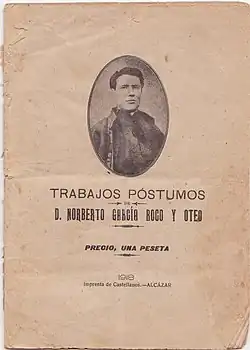 TRABAJOS PÓSTUMOS
DE
D. NORBERTO GARCÍA ROCO Y OTEO
PRECIO, UNA PESETA
1918
Imprenta de Castellanos.—ALCÁZAR